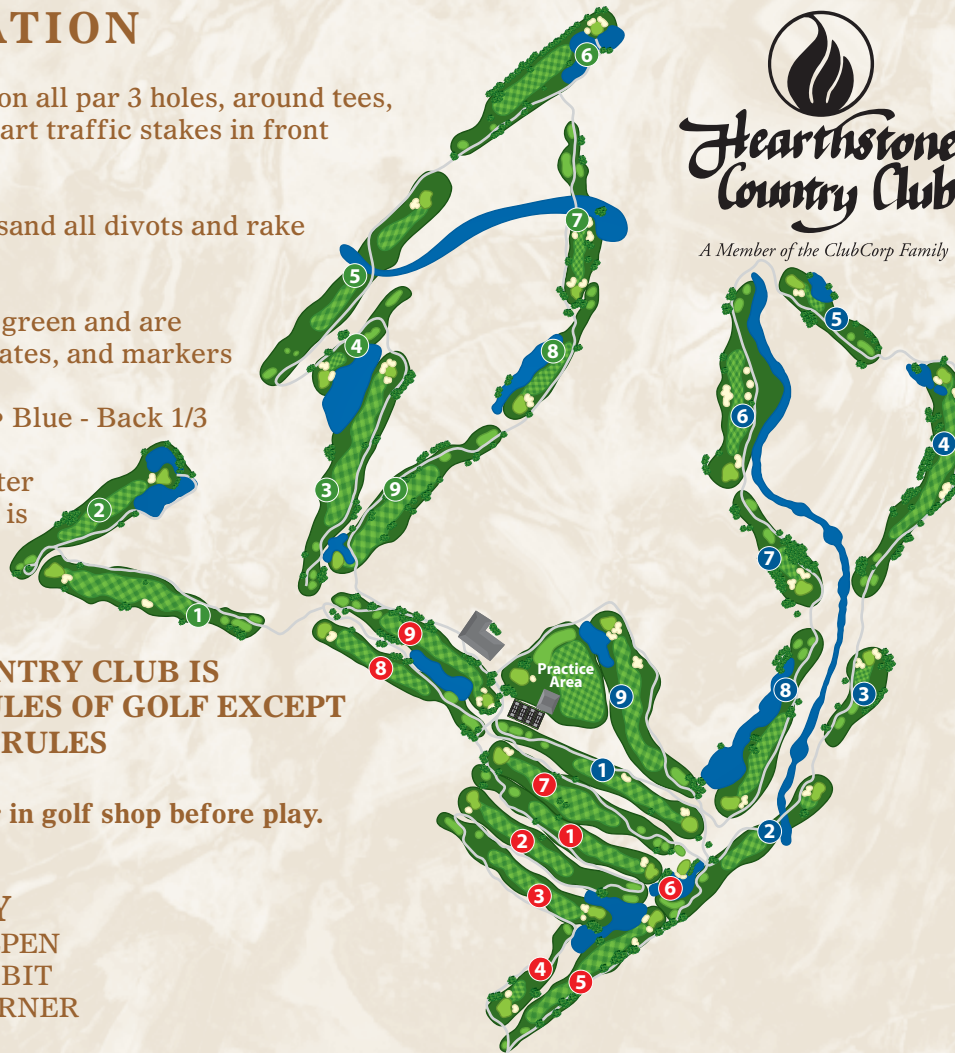 ATION
on all par 3 holes, around tees,
art traffic stakes in front
sand all divots and rake
green and are
ates, and markers
• Blue - Back 1/3
ter
is
NTRY CLUB IS
ULES OF GOLF EXCEPT
RULES
r in golf shop before play.
Y
PEN
BIT
RNER
Hearthstone
Country Club
A Member of the ClubCorp Family
6
7
5
4
8
3
9
2
1
5
6
4
7
9
8
Practice
Area
9
8
3
1
7
2
1
2
6
3
4
5